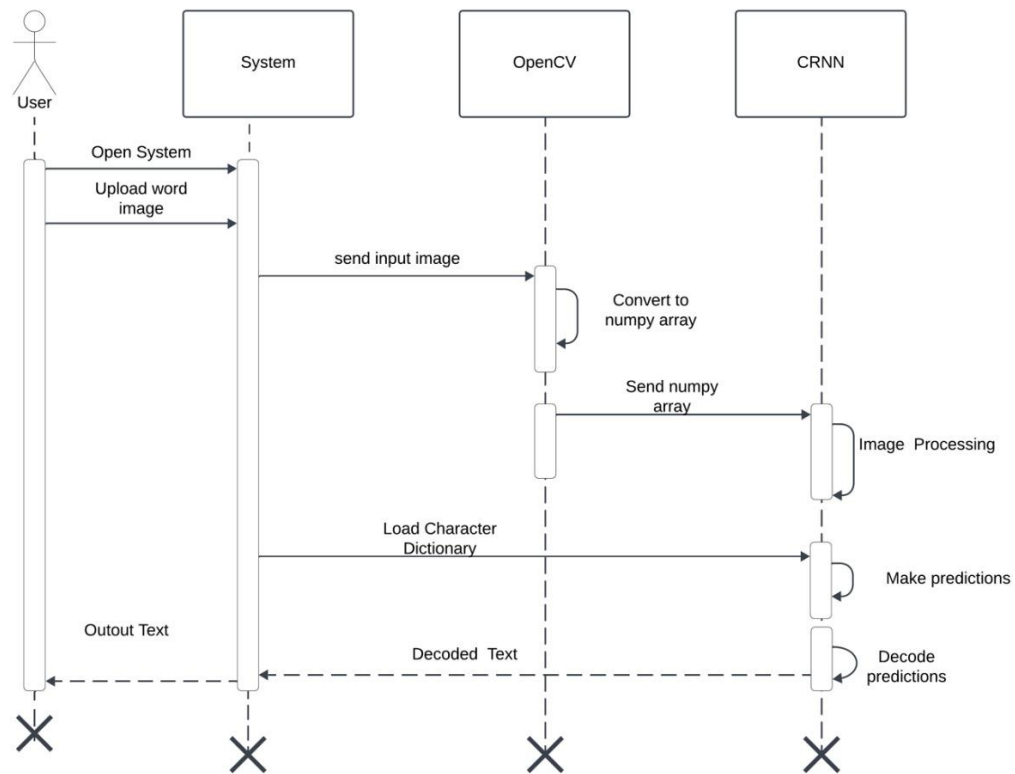 System
OpenCV
CRNN
User
Open System
Upload word
image
send input image
Convert to
numpy array
Send numpy
array
Image Processing
Load Character
Dictionary
Make predictions
Outout Text
Decoded Text
Decode
predictions